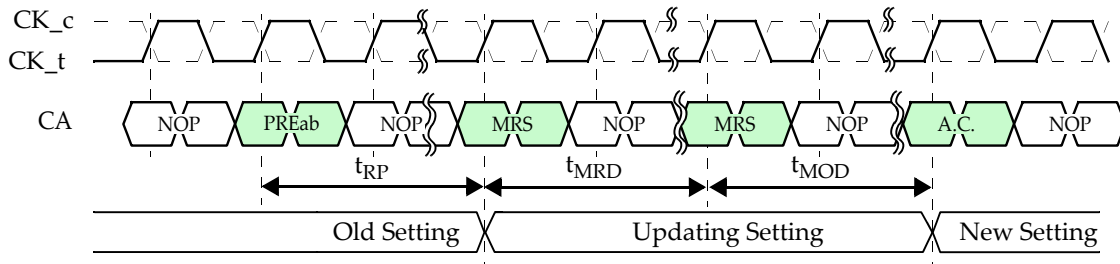 CK_c
CK_t
CA NOP PREab NOP MRS NOP MRS NOP A.C. NOP
tRP tMRD tMOD
Old Setting Updating Setting New Setting